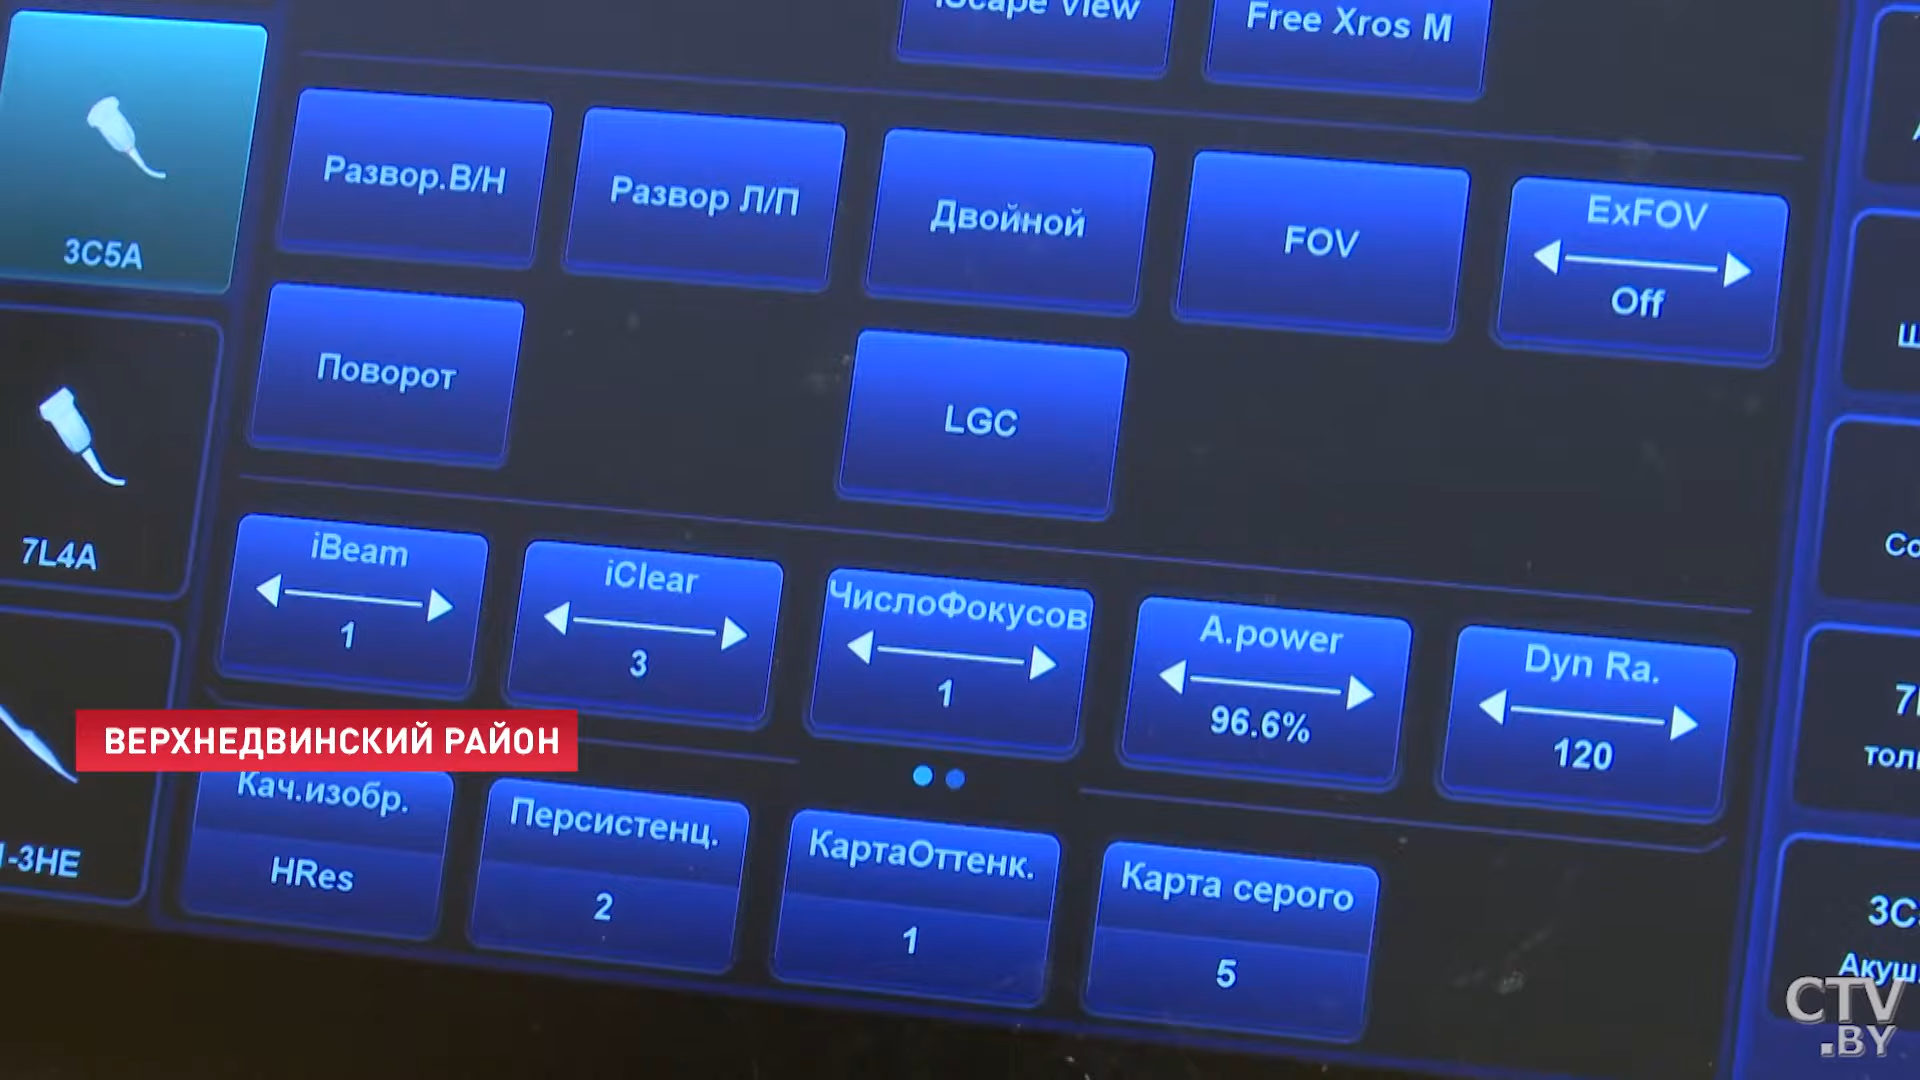 View
Free Xros M
3C5A
Развор.В/Н
Развор Л/П
Двойной
FOV
ExFOV
Off
Поворот
LGC
7L4A
iBeam
1
iClear
3
ЧислоФокусов
1
A.power
96.6%
Dyn Ra.
120
ВЕРХНЕДВИНСКИЙ РАЙОН
-3HE
Кач.изобр.
HRes
Персистенц.
2
КартаОттенк.
1
Карта серого
5
Акуш.
CTV
.BY